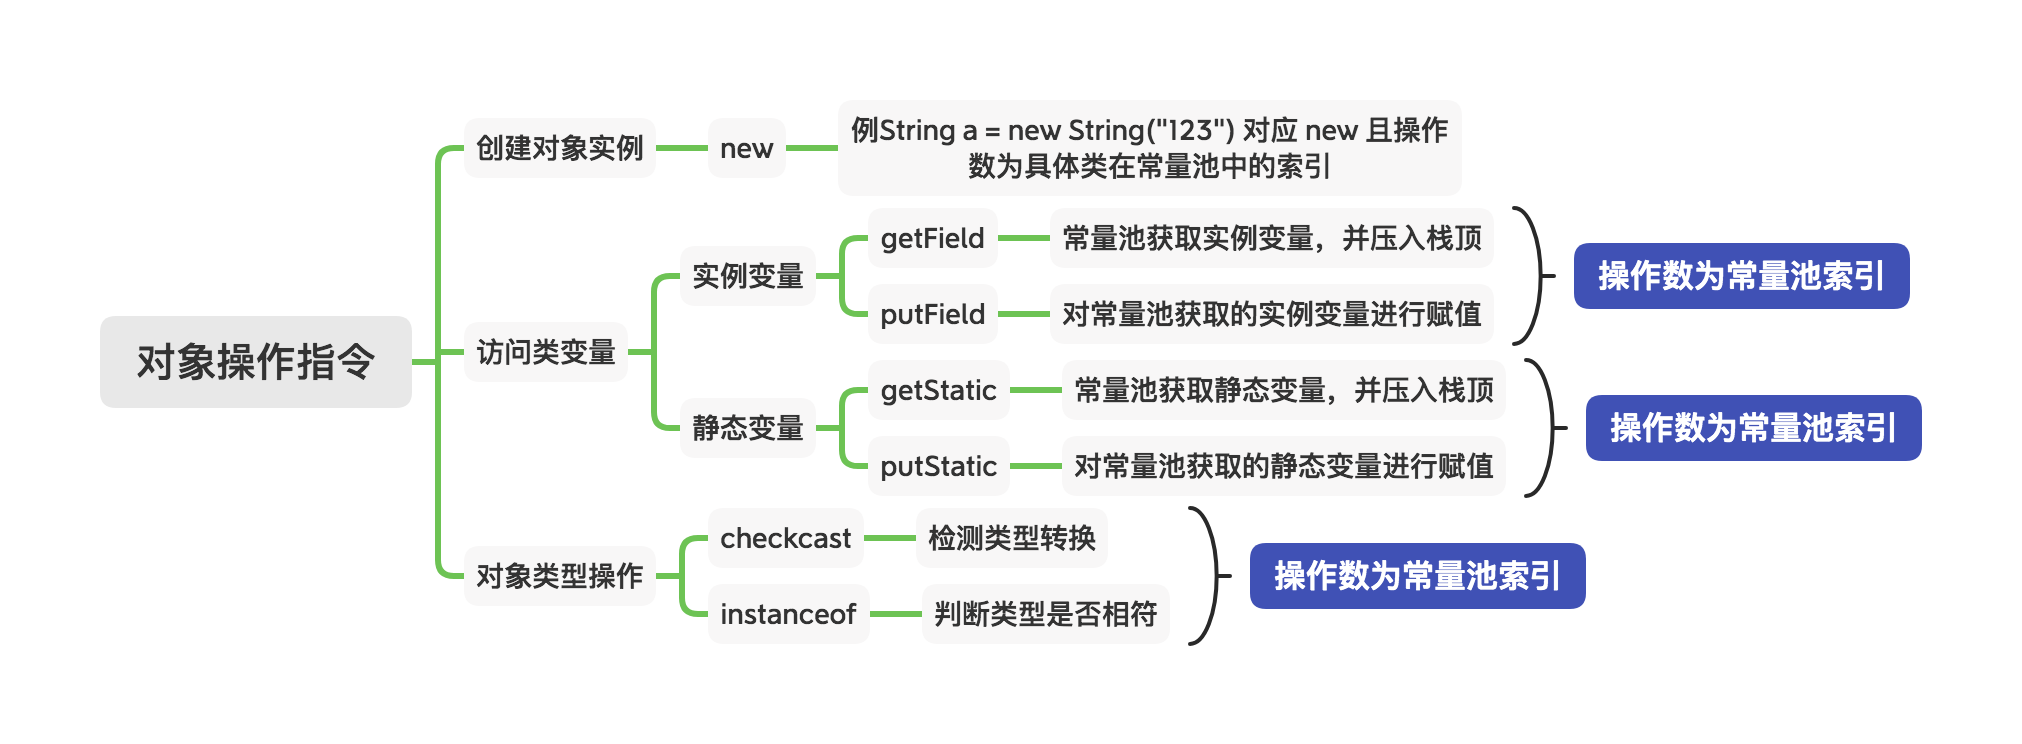 对象操作指令
创建对象实例
new
例String a = new String("123") 对应 new 且操作
数为具体类在常量池中的索引
访问类变量
实例变量
getField
常量池获取实例变量，并压入栈顶
putField
对常量池获取的实例变量进行赋值
操作数为常量池索引
静态变量
getStatic
常量池获取静态变量，并压入栈顶
putStatic
对常量池获取的静态变量进行赋值
操作数为常量池索引
对象类型操作
checkcast
检测类型转换
instanceof
判断类型是否相符
操作数为常量池索引